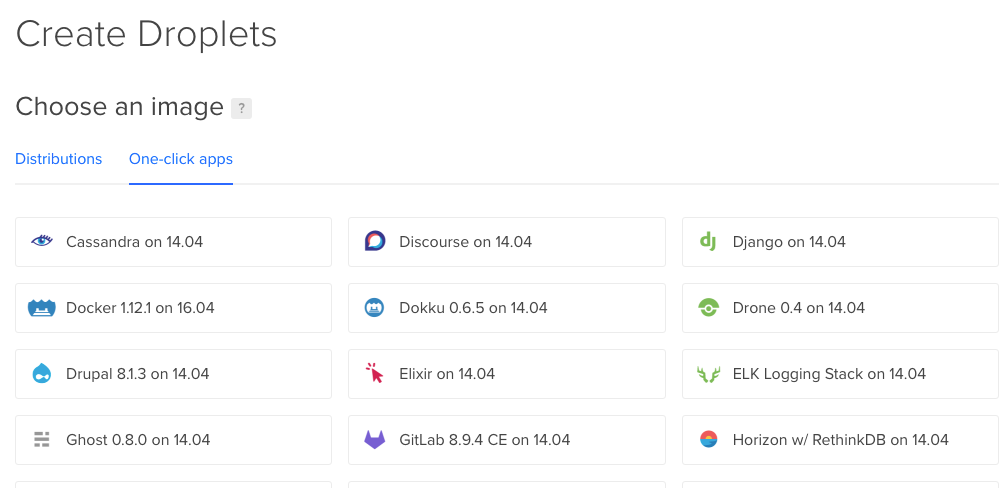 Create Droplets
Choose an image ?
Distributions One-click apps
Cassandra on 14.04
Discourse on 14.04
dj Django on 14.04
Docker 1.12.1 on 16.04
Dokku 0.6.5 on 14.04
Drone 0.4 on 14.04
Drupal 8.1.3 on 14.04
Elixir on 14.04
ELK Logging Stack on 14.04
Ghost 0.8.0 on 14.04
GitLab 8.9.4 CE on 14.04
Horizon w/ RethinkDB on 14.04